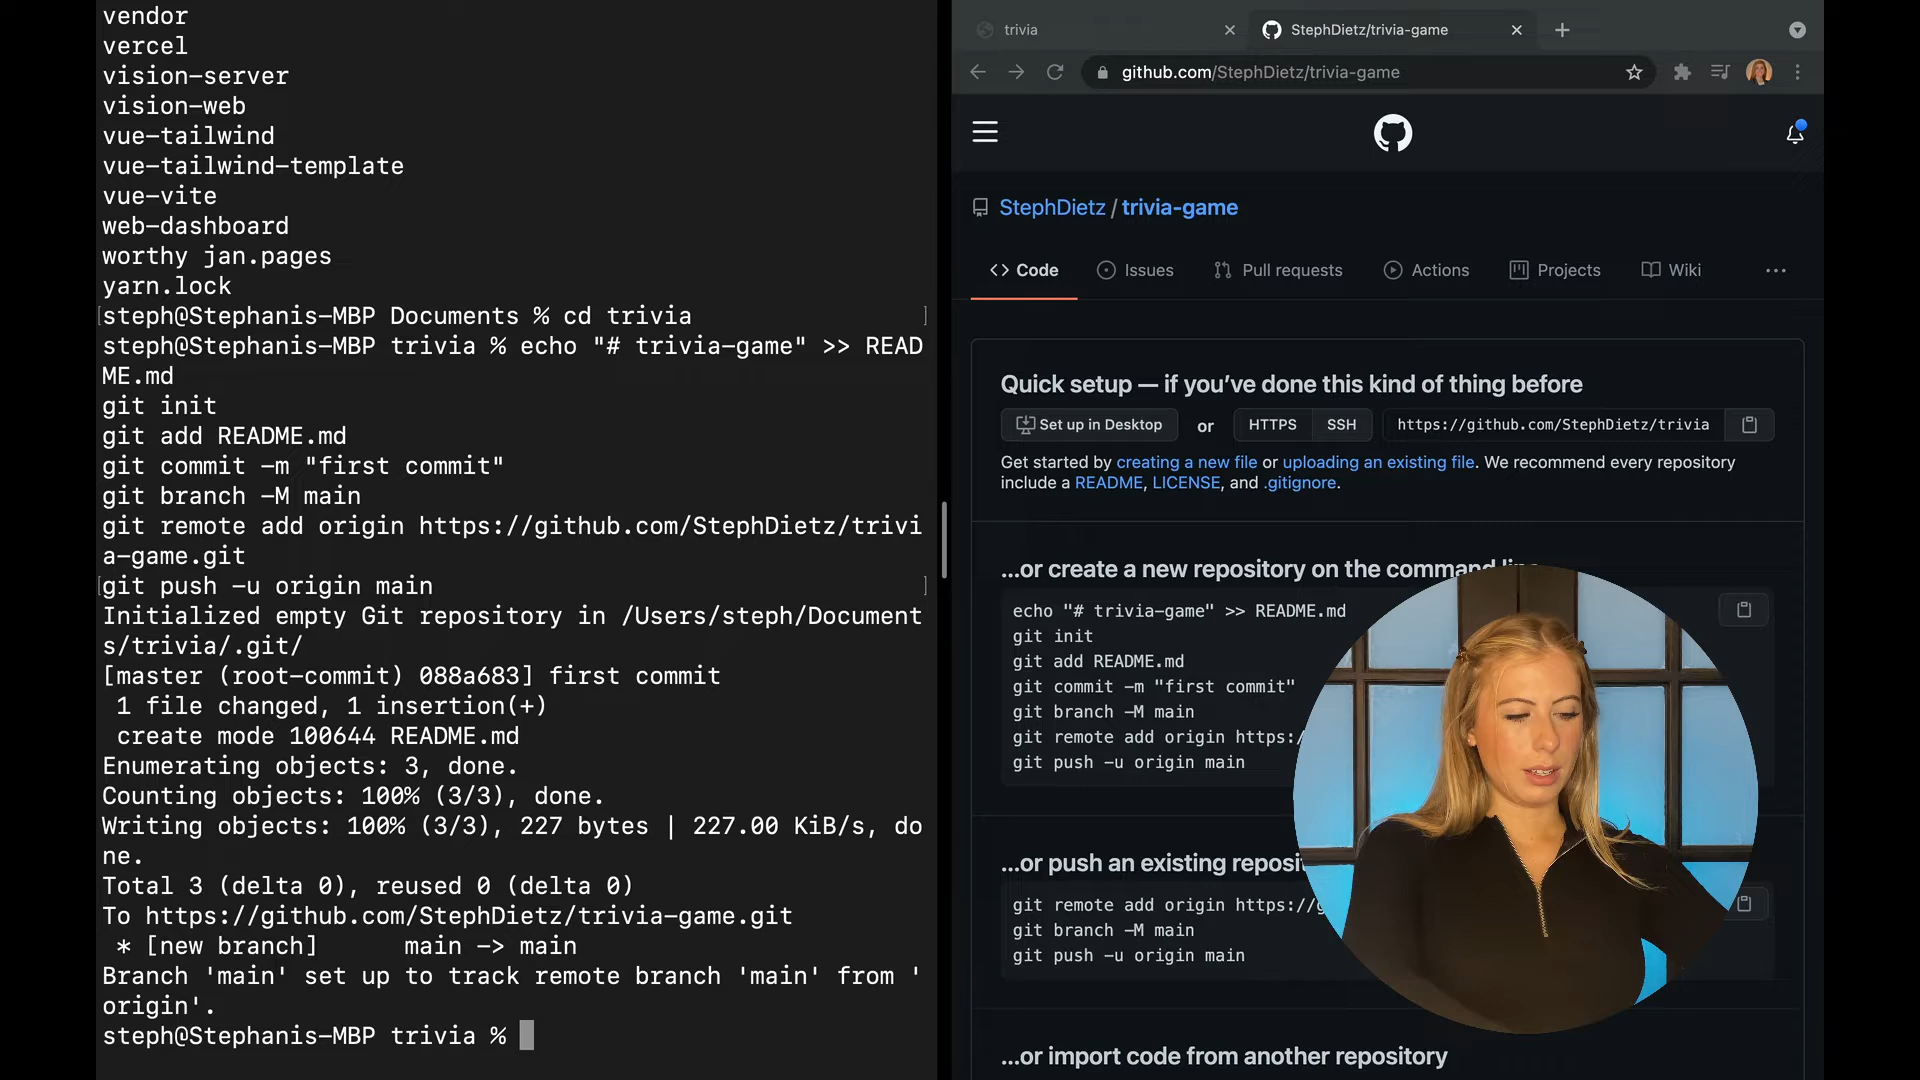 vendor
vercel
vision-server
vision-web
vue-tailwind
vue-tailwind-template
vue-vite
web-dashboard
worthy jan.pages
yarn.lock
[steph@Stephanis-MBP Documents % cd trivia ]
steph@Stephanis-MBP trivia % echo "# trivia-game" >> READ
ME.md
git init
git add README.md
git commit -m "first commit"
git branch -M main
git remote add origin https://github.com/StephDietz/trivi
a-game.git
[git push -u origin main ]
Initialized empty Git repository in /Users/steph/Document
s/trivia/.git/
[master (root-commit) 088a683] first commit
 1 file changed, 1 insertion(+)
 create mode 100644 README.md
Enumerating objects: 3, done.
Counting objects: 100% (3/3), done.
Writing objects: 100% (3/3), 227 bytes | 227.00 KiB/s, do
ne.
Total 3 (delta 0), reused 0 (delta 0)
To https://github.com/StephDietz/trivia-game.git
 * [new branch]      main -> main
Branch 'main' set up to track remote branch 'main' from '
origin'.
steph@Stephanis-MBP trivia %
trivia
StephDietz/trivia-game
github.com/StephDietz/trivia-game
StephDietz / trivia-game
Code Issues Pull requests Actions Projects Wiki
Quick setup — if you’ve done this kind of thing before
Set up in Desktop or HTTPS SSH https://github.com/StephDietz/trivia
Get started by creating a new file or uploading an existing file. We recommend every repository
include a README, LICENSE, and .gitignore.
…or create a new repository on the command
echo "# trivia-game" >> README.md
git init
git add README.md
git commit -m "first commit"
git branch -M main
git remote add origin https:/
git push -u origin main
…or push an existing
git remote add origin https://
git branch -M main
git push -u origin main
…or import code from another repository